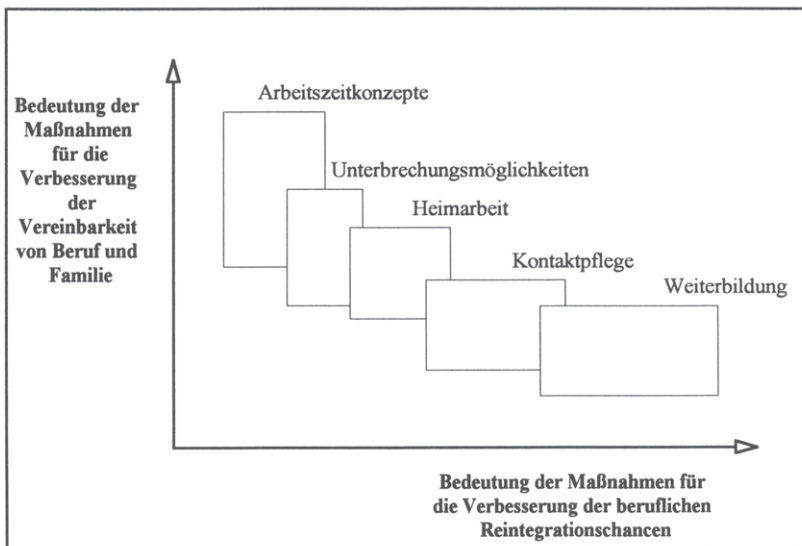 Arbeitszeitkonzepte
Bedeutung der
Maßnahmen
für die
Verbesserung
der
Vereinbarkeit
von Beruf und
Familie
Unterbrechungsmöglichkeiten
Heimarbeit
Kontaktpflege
Weiterbildung
Bedeutung der Maßnahmen für
die Verbesserung der beruflichen
Reintegrationschancen